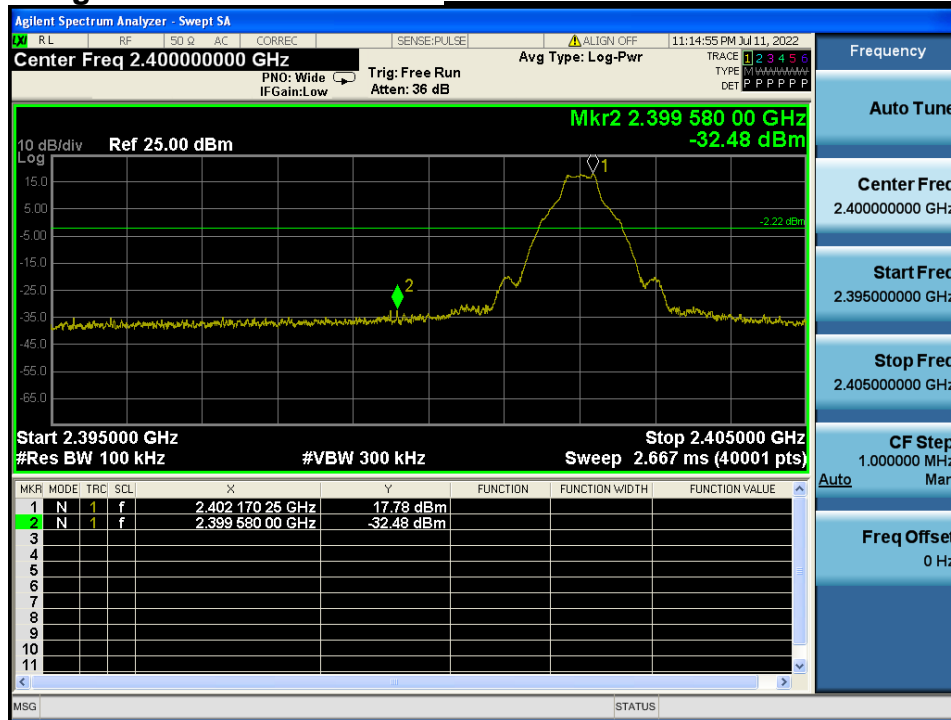 Agilent Spectrum Analyzer - Swept SA
LXI RL RF 50 Ω AC CORREC SENSE:PULSE ALIGN OFF 11:14:55 PM Jul 11, 2022
Center Freq 2.400000000 GHz
PNO: Wide
IFGain:Low
Trig: Free Run
Atten: 36 dB
Avg Type: Log-Pwr
TRACE 1 2 3 4 5 6
TYPE M W W W W W
DET P P P P P P
Mkr2 2.399 580 00 GHz
-32.48 dBm
10 dB/div Ref 25.00 dBm
Log
1
15.0
5.00
-2.22 dBm
-5.00
-15.0
2
-25.0
-35.0
-45.0
-55.0
-65.0
Start 2.395000 GHz Stop 2.405000 GHz
#Res BW 100 kHz #VBW 300 kHz Sweep 2.667 ms (40001 pts)
MKR MODE TRC SCL X Y FUNCTION FUNCTION WIDTH FUNCTION VALUE
1 N 1 f 2.402 170 25 GHz 17.78 dBm
2 N 1 f 2.399 580 00 GHz -32.48 dBm
3
4
5
6
7
8
9
10
11
MSG STATUS
Frequency
Auto Tune
Center Freq
2.400000000 GHz
Start Freq
2.395000000 GHz
Stop Freq
2.405000000 GHz
CF Step
1.000000 MHz
Auto Man
Freq Offset
0 Hz